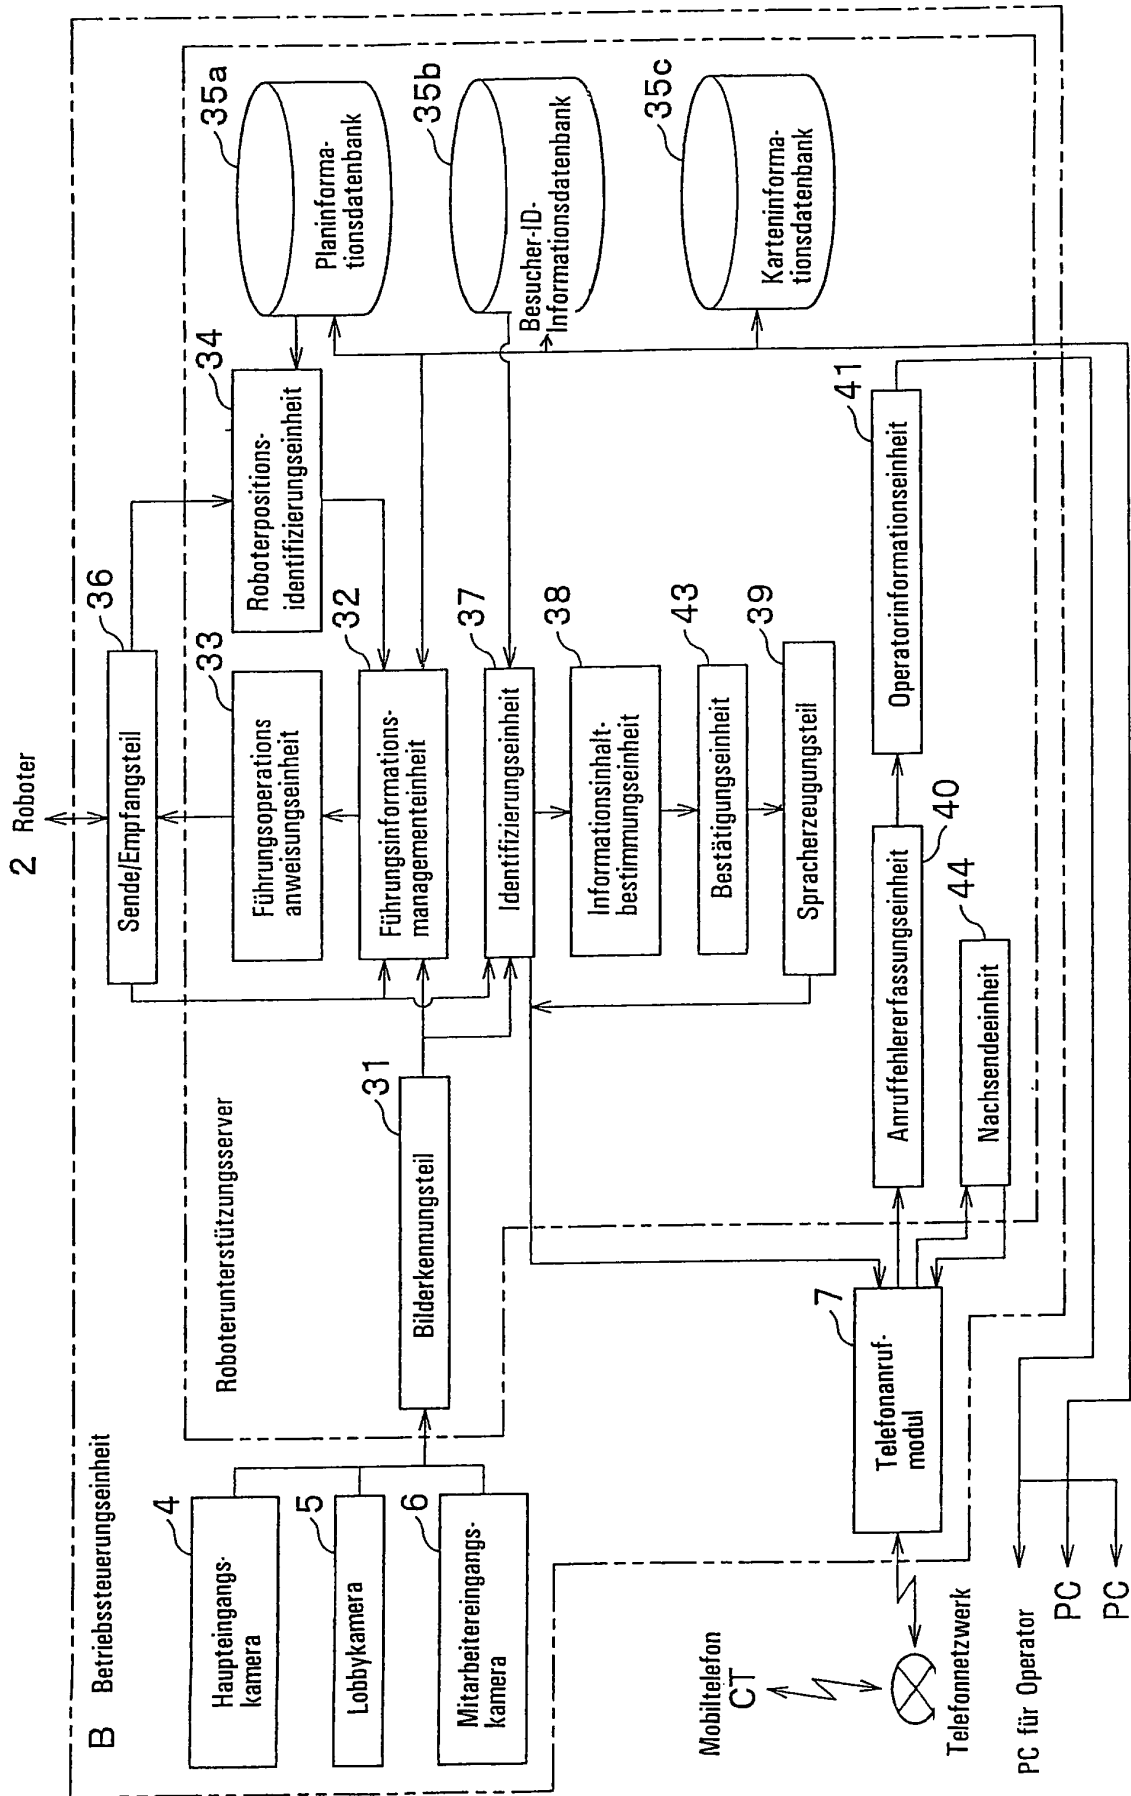 2 Roboter
B Betriebssteuerungseinheit
36
Sende/Empfangsteil
Roboterunterstützungsserver
4
Haupteingangs-
kamera
5
Lobbykamera
6
Mitarbeitereingangs-
kamera
31
Bilderkennungsteil
33
Führungsoperations
anweisungseinheit
34
Roboterpositions-
identifizierungseinheit
35a
Planinforma-
tionsdatenbank
32
Führungsinformations-
managementeinheit
37
Identifizierungseinheit
35b
Besucher-ID-
Informationsdatenbank
38
Informationsinhalt-
bestimmungseinheit
43
Bestätigungseinheit
35c
Karteninforma-
tionsdatenbank
39
Spracherzeugungsteil
7
Telefonanruf-
modul
40
Anruffehlererfassungseinheit
41
Operatorinformationseinheit
44
Nachsendeeinheit
Mobiltelefon
CT
Telefonnetzwerk
PC für Operator
PC
PC